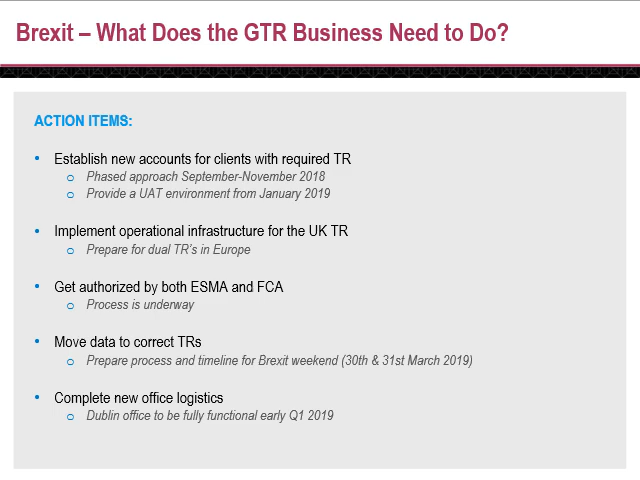 Brexit – What Does the GTR Business Need to Do?
ACTION ITEMS:
• Establish new accounts for clients with required TR
o Phased approach September-November 2018
o Provide a UAT environment from January 2019
• Implement operational infrastructure for the UK TR
o Prepare for dual TR's in Europe
• Get authorized by both ESMA and FCA
o Process is underway
• Move data to correct TRs
o Prepare process and timeline for Brexit weekend (30th & 31st March 2019)
• Complete new office logistics
o Dublin office to be fully functional early Q1 2019